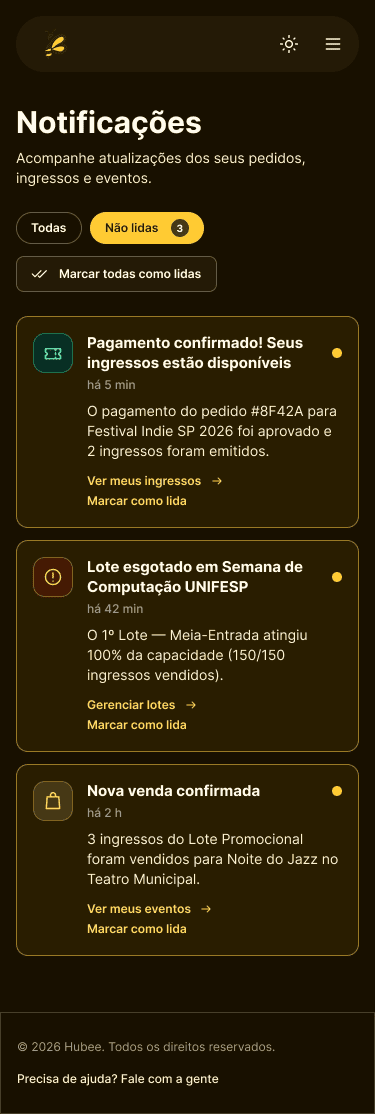 Notificações
Acompanhe atualizações dos seus pedidos,
ingressos e eventos.
Todas
Não lidas 3
Marcar todas como lidas
Pagamento confirmado! Seus
ingressos estão disponíveis
há 5 min
O pagamento do pedido #8F42A para
Festival Indie SP 2026 foi aprovado e
2 ingressos foram emitidos.
Ver meus ingressos →
Marcar como lida
Lote esgotado em Semana de
Computação UNIFESP
há 42 min
O 1º Lote — Meia-Entrada atingiu
100% da capacidade (150/150
ingressos vendidos).
Gerenciar lotes →
Marcar como lida
Nova venda confirmada
há 2 h
3 ingressos do Lote Promocional
foram vendidos para Noite do Jazz no
Teatro Municipal.
Ver meus eventos →
Marcar como lida
© 2026 Hubee. Todos os direitos reservados.
Precisa de ajuda? Fale com a gente